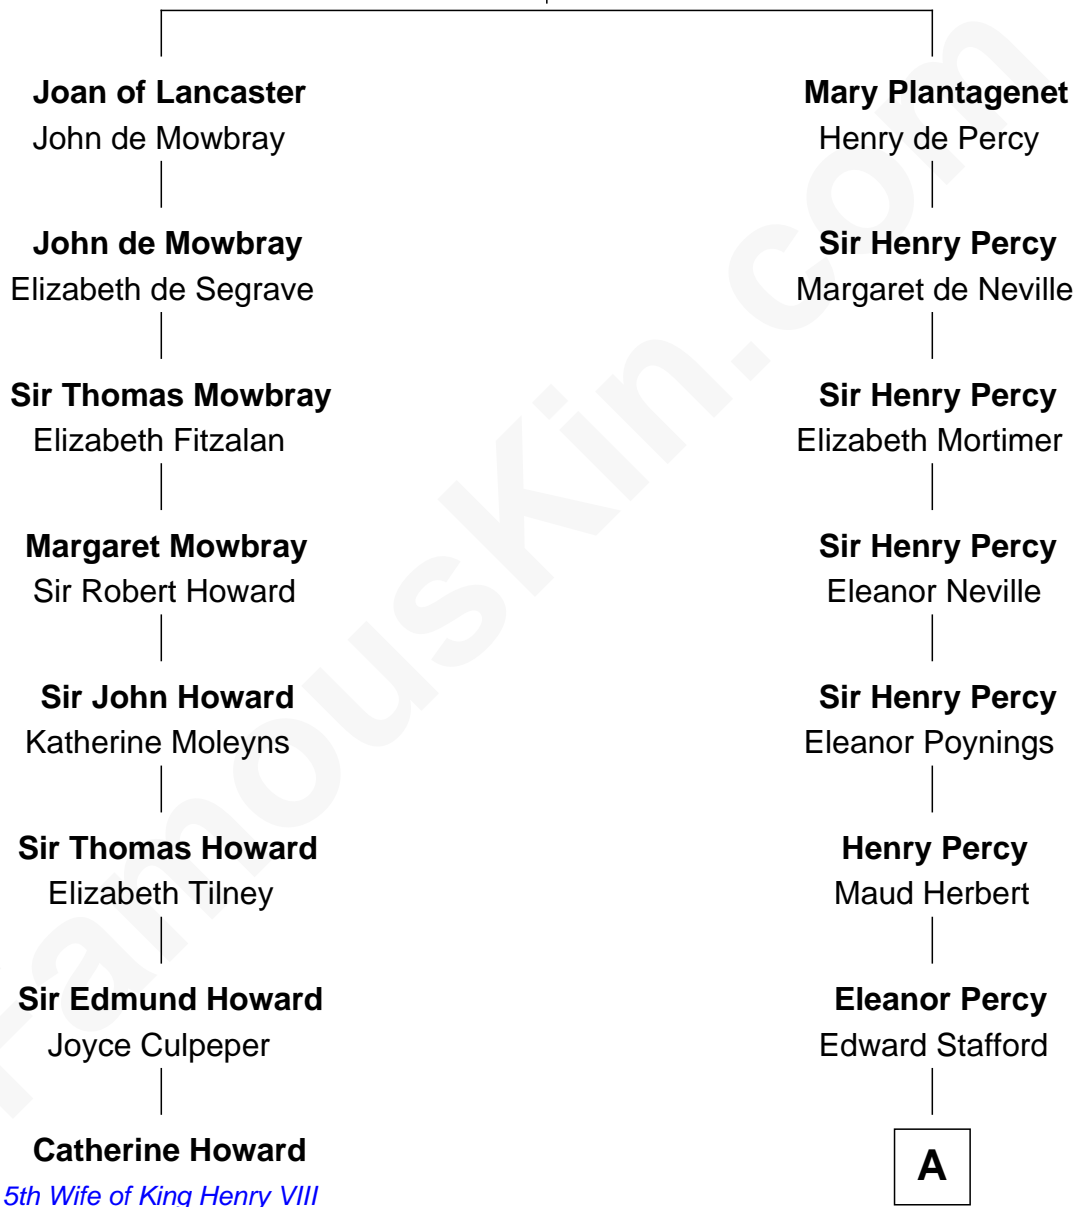 Joan of Lancaster
John de Mowbray
Mary Plantagenet
Henry de Percy
John de Mowbray
Elizabeth de Segrave
Sir Henry Percy
Margaret de Neville
Sir Thomas Mowbray
Elizabeth Fitzalan
Sir Henry Percy
Elizabeth Mortimer
Margaret Mowbray
Sir Robert Howard
Sir Henry Percy
Eleanor Neville
Sir John Howard
Katherine Moleyns
Sir Henry Percy
Eleanor Poynings
Sir Thomas Howard
Elizabeth Tilney
Henry Percy
Maud Herbert
Sir Edmund Howard
Joyce Culpeper
Eleanor Percy
Edward Stafford
Catherine Howard
5th Wife of King Henry VIII
A
FamousKin.com